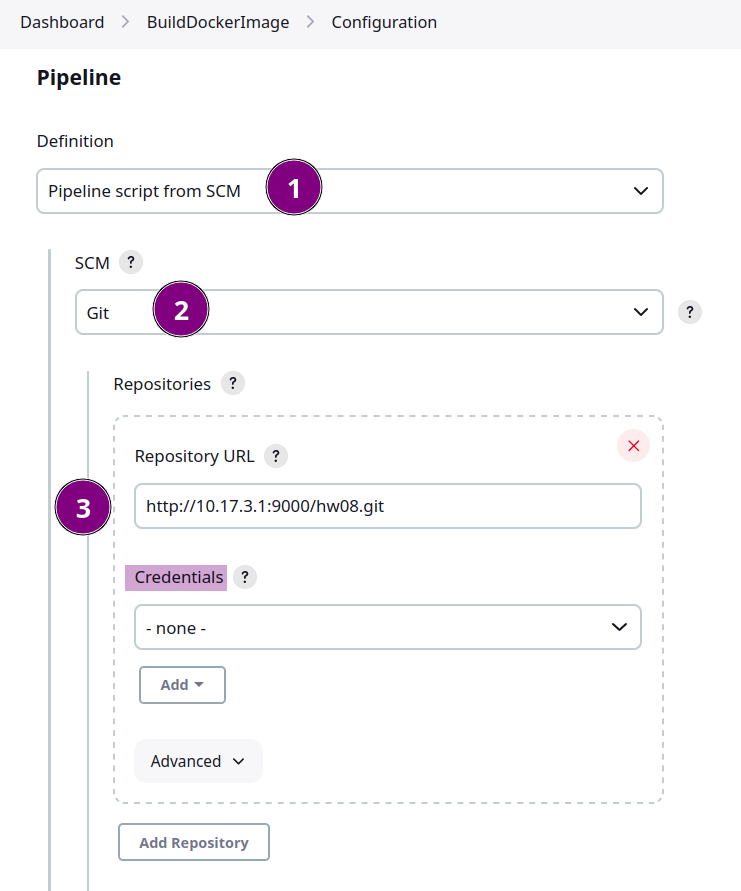 Dashboard > BuildDockerImage > Configuration
Pipeline
Definition
Pipeline script from SCM 1
SCM ?
Git 2 ?
Repositories ?
Repository URL ?
3 http://10.17.3.1:9000/hw08.git
Credentials ?
- none -
Add
Advanced
Add Repository